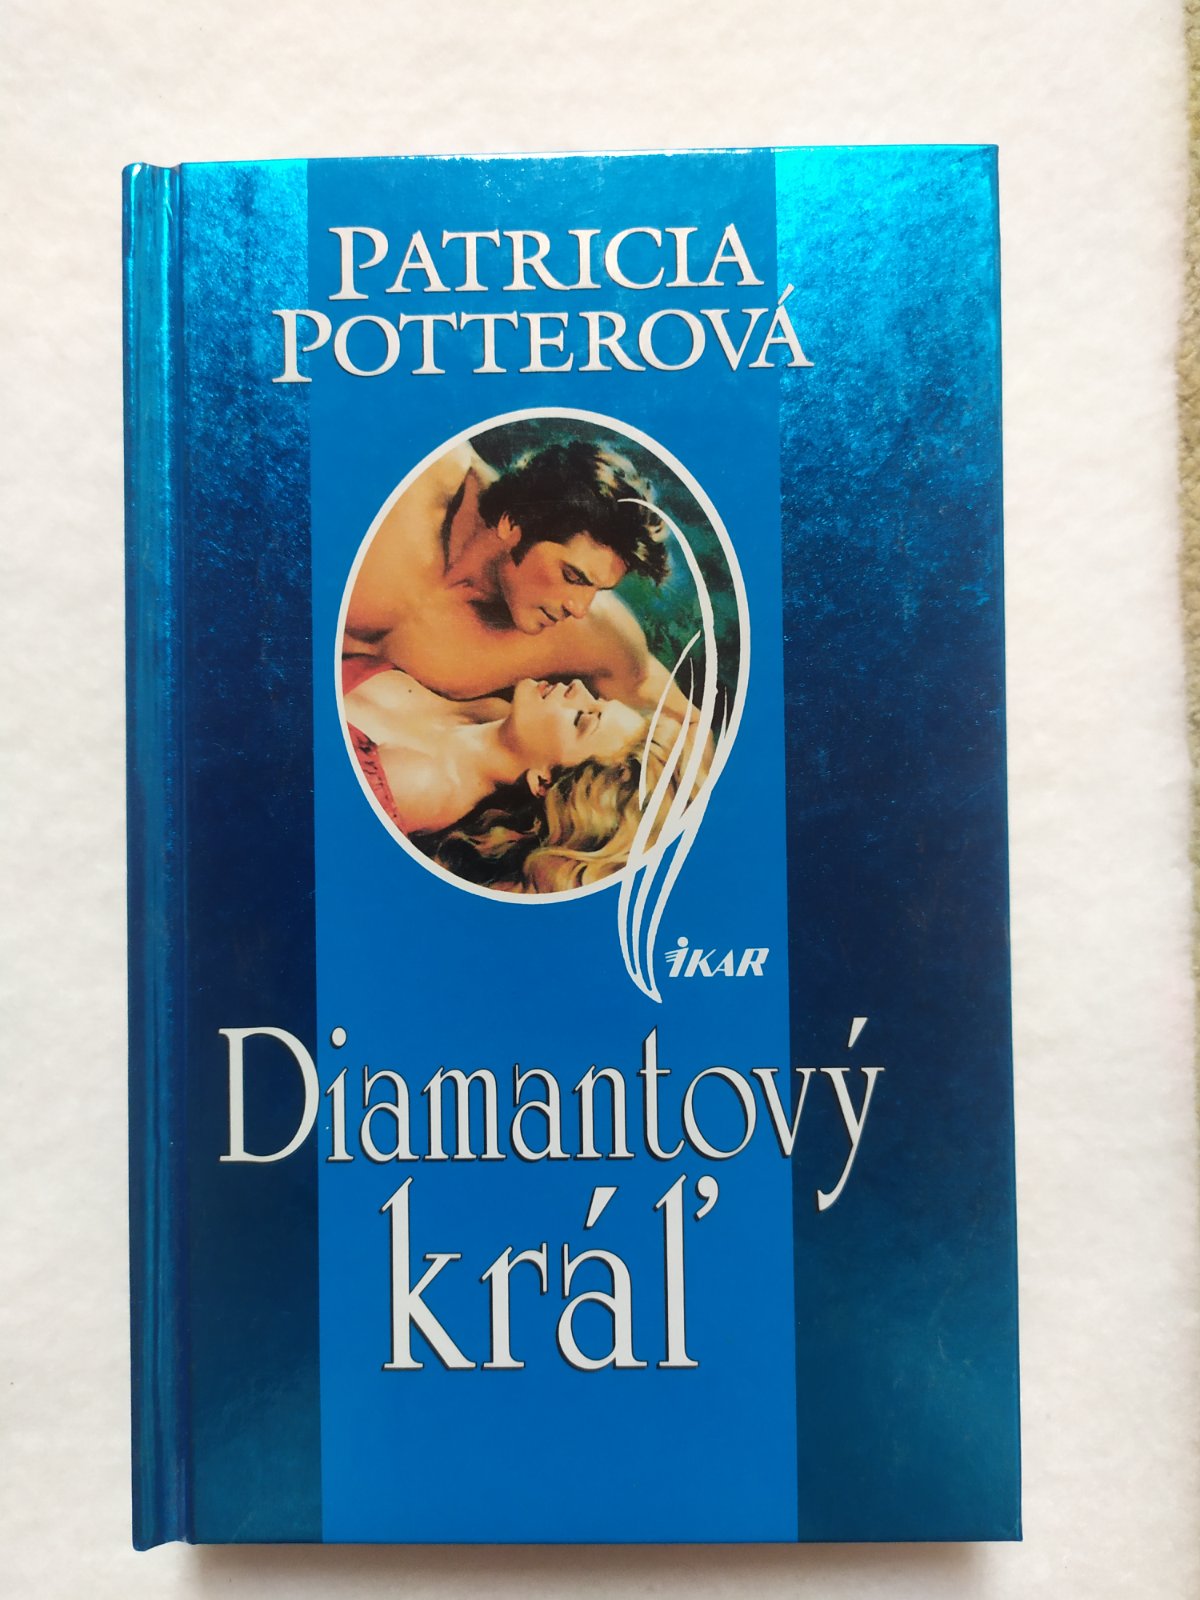 PATRICIA
POTTEROVÁ
IKAR
Diamantový
kráľ